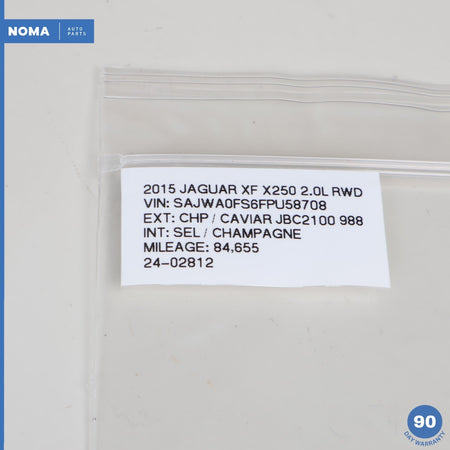 NOMA AUTO PARTS
2015 JAGUAR XF X250 2.0L RWD
VIN: SAJWA0FS6FPU58708
EXT: CHP / CAVIAR JBC2100 988
INT: SEL / CHAMPAGNE
MILEAGE: 84,655
24-02812
90
DAY WARRANTY